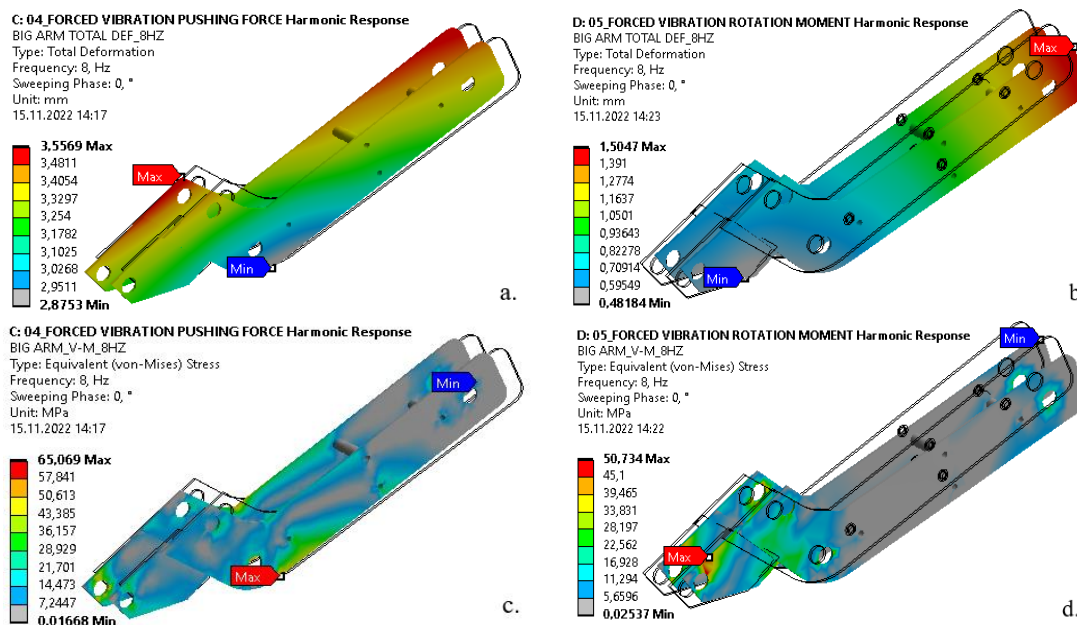 C: 04_FORCED VIBRATION PUSHING FORCE Harmonic Response
BIG ARM TOTAL DEF_8HZ
Type: Total Deformation
Frequency: 8, Hz
Sweeping Phase: 0, °
Unit: mm
15.11.2022 14:17
3,5569 Max
3,4811
3,4054
3,3297
3,254
3,1782
3,1025
3,0268
2,9511
2,8753 Min
Max
Min
a.
D: 05_FORCED VIBRATION ROTATION MOMENT Harmonic Response
BIG ARM TOTAL DEF_8HZ
Type: Total Deformation
Frequency: 8, Hz
Sweeping Phase: 0, °
Unit: mm
15.11.2022 14:23
1,5047 Max
1,391
1,2774
1,1637
1,0501
0,93643
0,82278
0,70914
0,59549
0,48184 Min
Max
Min
b
C: 04_FORCED VIBRATION PUSHING FORCE Harmonic Response
BIG ARM_V-M_8HZ
Type: Equivalent (von-Mises) Stress
Frequency: 8, Hz
Sweeping Phase: 0, °
Unit: MPa
15.11.2022 14:17
65,069 Max
57,841
50,613
43,385
36,157
28,929
21,701
14,473
7,2447
0,01668 Min
Min
Max
c.
D: 05_FORCED VIBRATION ROTATION MOMENT Harmonic Response
BIG ARM_V-M_8HZ
Type: Equivalent (von-Mises) Stress
Frequency: 8, Hz
Sweeping Phase: 0, °
Unit: MPa
15.11.2022 14:22
50,734 Max
45,1
39,465
33,831
28,197
22,562
16,928
11,294
5,6596
0,02537 Min
Min
Max
d.